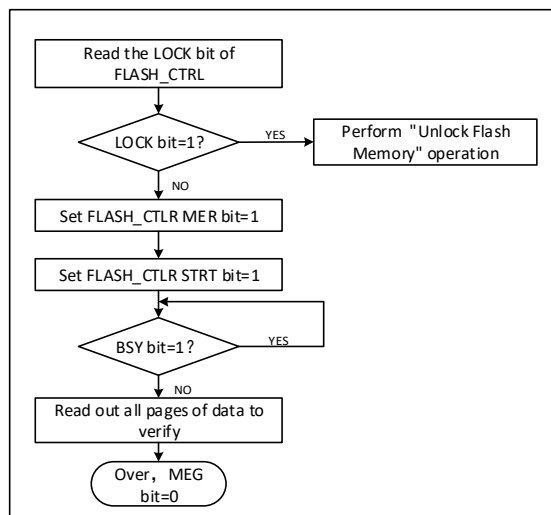 Read the LOCK bit of
FLASH_CTRL
LOCK bit=1?
YES
Perform "Unlock Flash
Memory" operation
NO
Set FLASH_CTLR MER bit=1
Set FLASH_CTLR STRT bit=1
BSY bit=1?
YES
NO
Read out all pages of data to
verify
Over，MEG
bit=0